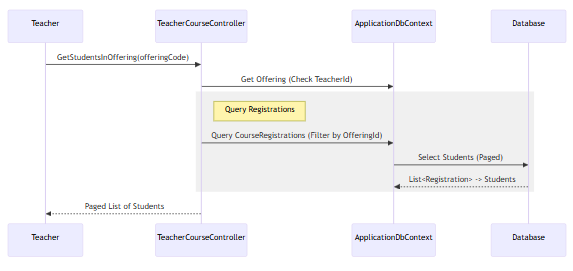 Teacher TeacherCourseController ApplicationDbContext Database
GetStudentsInOffering(offeringCode)
Get Offering (Check TeacherId)
Query Registrations
Query CourseRegistrations (Filter by OfferingId)
Select Students (Paged)
List<Registration> -> Students
Paged List of Students
Teacher TeacherCourseController ApplicationDbContext Database